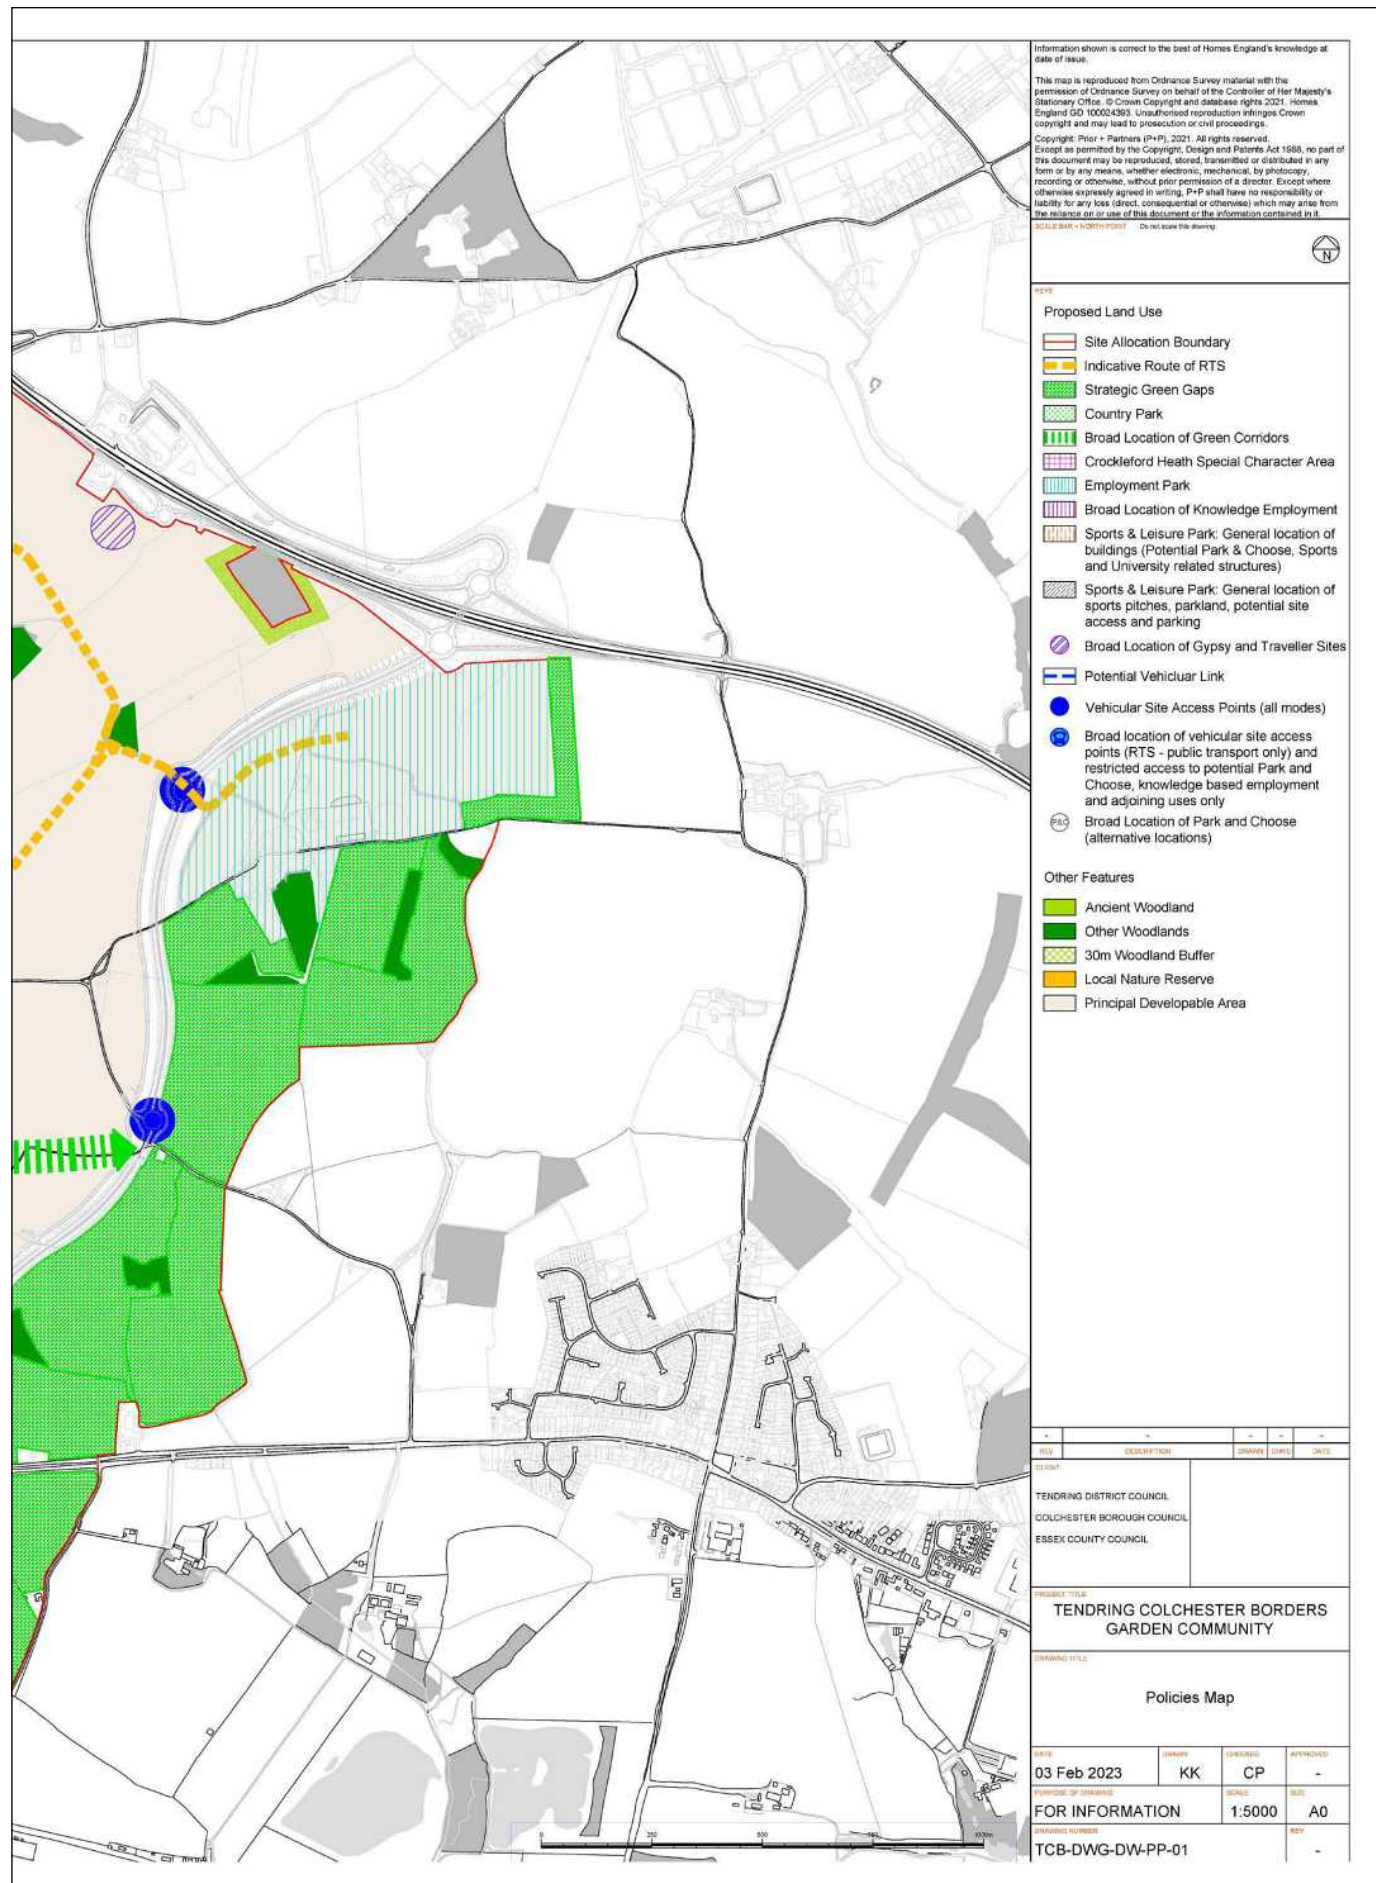 Information shown is correct to the best of Homes England's knowledge at
date of issue.
This map is reproduced from Ordnance Survey material with the
permission of Ordnance Survey on behalf of the Controller of Her Majesty's
Stationary Office. © Crown Copyright and database rights 2021. Homes
England GD 100024393. Unauthorised reproduction infringes Crown
copyright and may lead to prosecution or civil proceedings.
Copyright: Prior + Partners (P+P), 2021. All rights reserved.
Except as permitted by the Copyright, Design and Patents Act 1988, no part of
this document may be reproduced, stored, transmitted or distributed in any
form or by any means, whether electronic, mechanical, by photocopy,
recording or otherwise, without prior permission of a director. Except where
otherwise expressly agreed in writing, P+P shall have no responsibility or
liability for any loss (direct, consequential or otherwise) which may arise from
the reliance on or use of this document or the information contained in it.
SCALE BAR + NORTH POINT Do not scale this drawing
N
KEYS
Proposed Land Use
Site Allocation Boundary
Indicative Route of RTS
Strategic Green Gaps
Country Park
Broad Location of Green Corridors
Crockleford Heath Special Character Area
Employment Park
Broad Location of Knowledge Employment
Sports & Leisure Park: General location of
buildings (Potential Park & Choose, Sports
and University related structures)
Sports & Leisure Park: General location of
sports pitches, parkland, potential site
access and parking
Broad Location of Gypsy and Traveller Sites
Potential Vehicluar Link
Vehicular Site Access Points (all modes)
Broad location of vehicular site access
points (RTS - public transport only) and
restricted access to potential Park and
Choose, knowledge based employment
and adjoining uses only
P&C Broad Location of Park and Choose
(alternative locations)
Other Features
Ancient Woodland
Other Woodlands
30m Woodland Buffer
Local Nature Reserve
Principal Developable Area
- - - - -
REV DESCRIPTION DRAWN CHKD DATE
CLIENT
TENDRING DISTRICT COUNCIL
COLCHESTER BOROUGH COUNCIL
ESSEX COUNTY COUNCIL
PROJECT TITLE
TENDRING COLCHESTER BORDERS
GARDEN COMMUNITY
DRAWING TITLE
Policies Map
DATE DRAWN CHECKED APPROVED
03 Feb 2023 KK CP -
PURPOSE OF DRAWING SCALE SIZE
FOR INFORMATION 1:5000 A0
DRAWING NUMBER REV
TCB-DWG-DW-PP-01 -
0 250 500 1000m